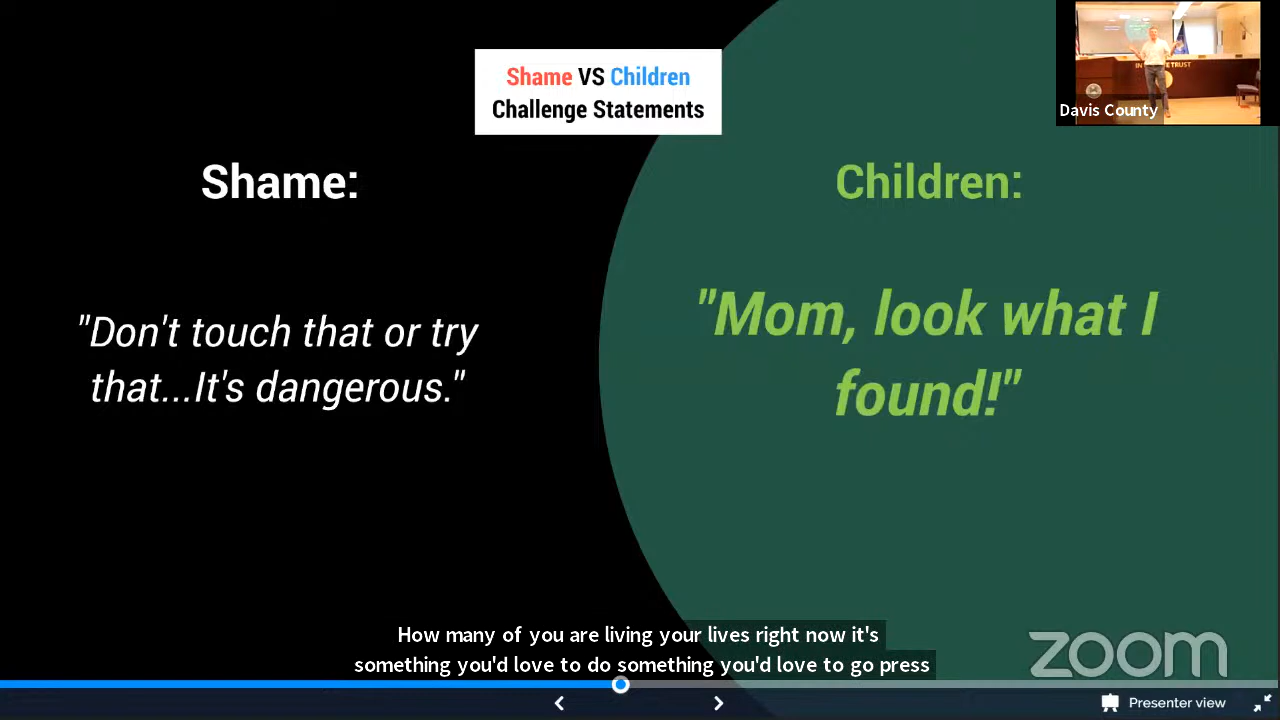 Shame VS Children
Challenge Statements
Davis County
Shame:
"Don't touch that or try
that...It's dangerous."
Children:
"Mom, look what I
found!"
How many of you are living your lives right now it's
something you'd love to do something you'd love to go press
zoom
Presenter view